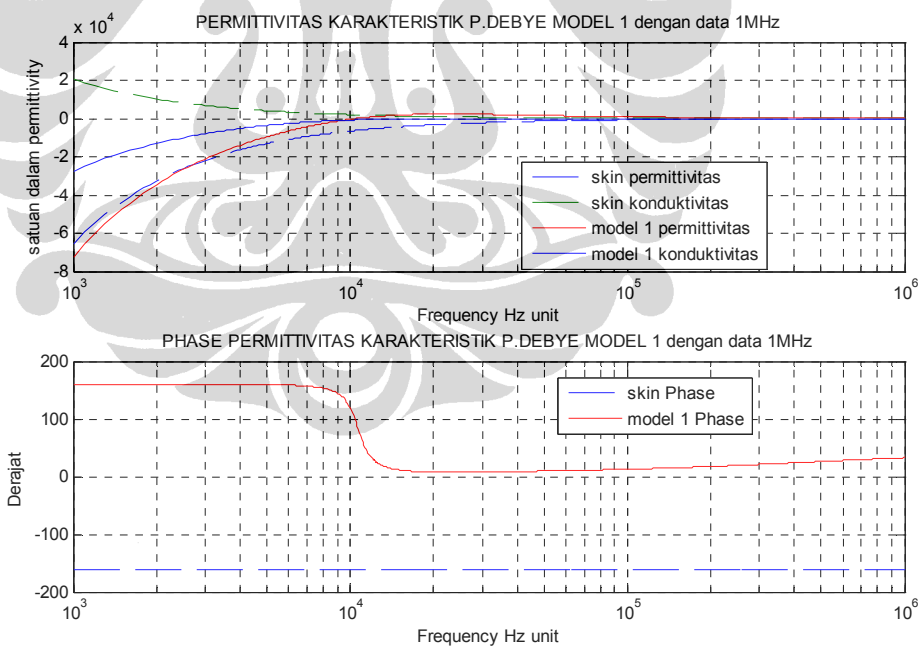 PERMITTIVITAS KARAKTERISTIK P.DEBYE MODEL 1 dengan data 1MHz
x 10^4
4
2
0
-2
-4
-6
-8
satuan dalam permittivity
skin permittivitas
skin konduktivitas
model 1 permittivitas
model 1 konduktivitas
10^3 10^4 10^5 10^6
Frequency Hz unit
PHASE PERMITTIVITAS KARAKTERISTIK P.DEBYE MODEL 1 dengan data 1MHz
200
100
0
-100
-200
Derajat
skin Phase
model 1 Phase
10^3 10^4 10^5 10^6
Frequency Hz unit